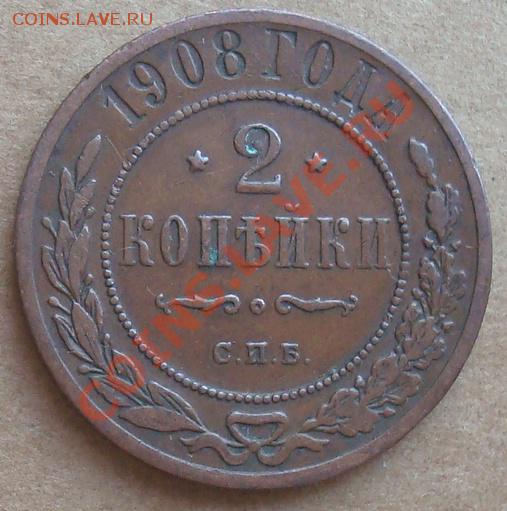 COINS.LAVE.RU
1908 ГОДА
2
КОПѢЙКИ
С.П.Б.
COINS.LAVE.RU